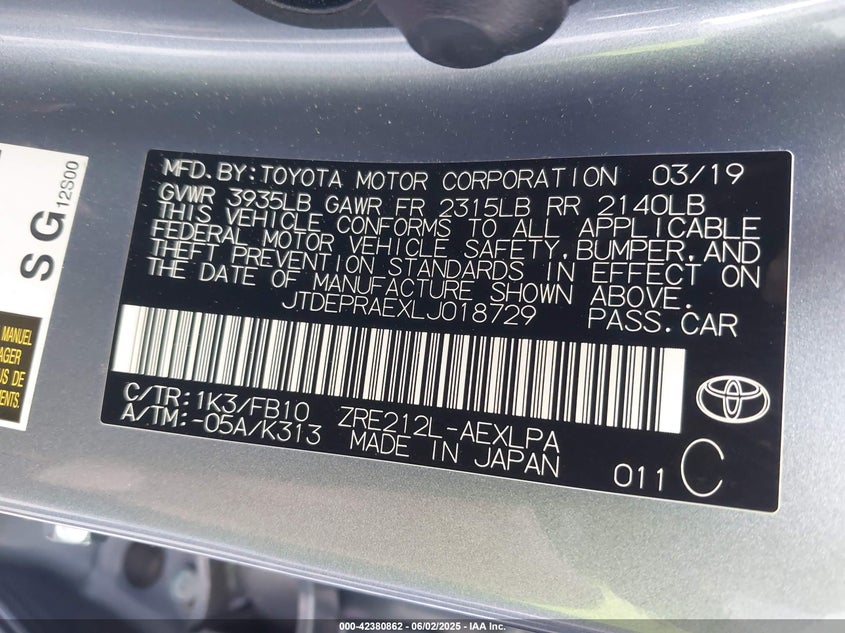 MFD. BY: TOYOTA MOTOR CORPORATION 03/19
GVWR 3935LB GAWR FR 2315LB RR 2140LB
THIS VEHICLE CONFORMS TO ALL APPLICABLE
FEDERAL MOTOR VEHICLE SAFETY, BUMPER, AND
THEFT PREVENTION STANDARDS IN EFFECT ON
THE DATE OF MANUFACTURE SHOWN ABOVE.
JTDEPRAEXLJ018729 PASS.CAR
C/TR: 1K3/FB10 ZRE212L-AEXLPA
A/TM: -05A/K313 MADE IN JAPAN
011 C
SG 12S00
MANUEL
AGER
US DE
ENTS.
000-42380862 - 06/02/2025 - IAA Inc.